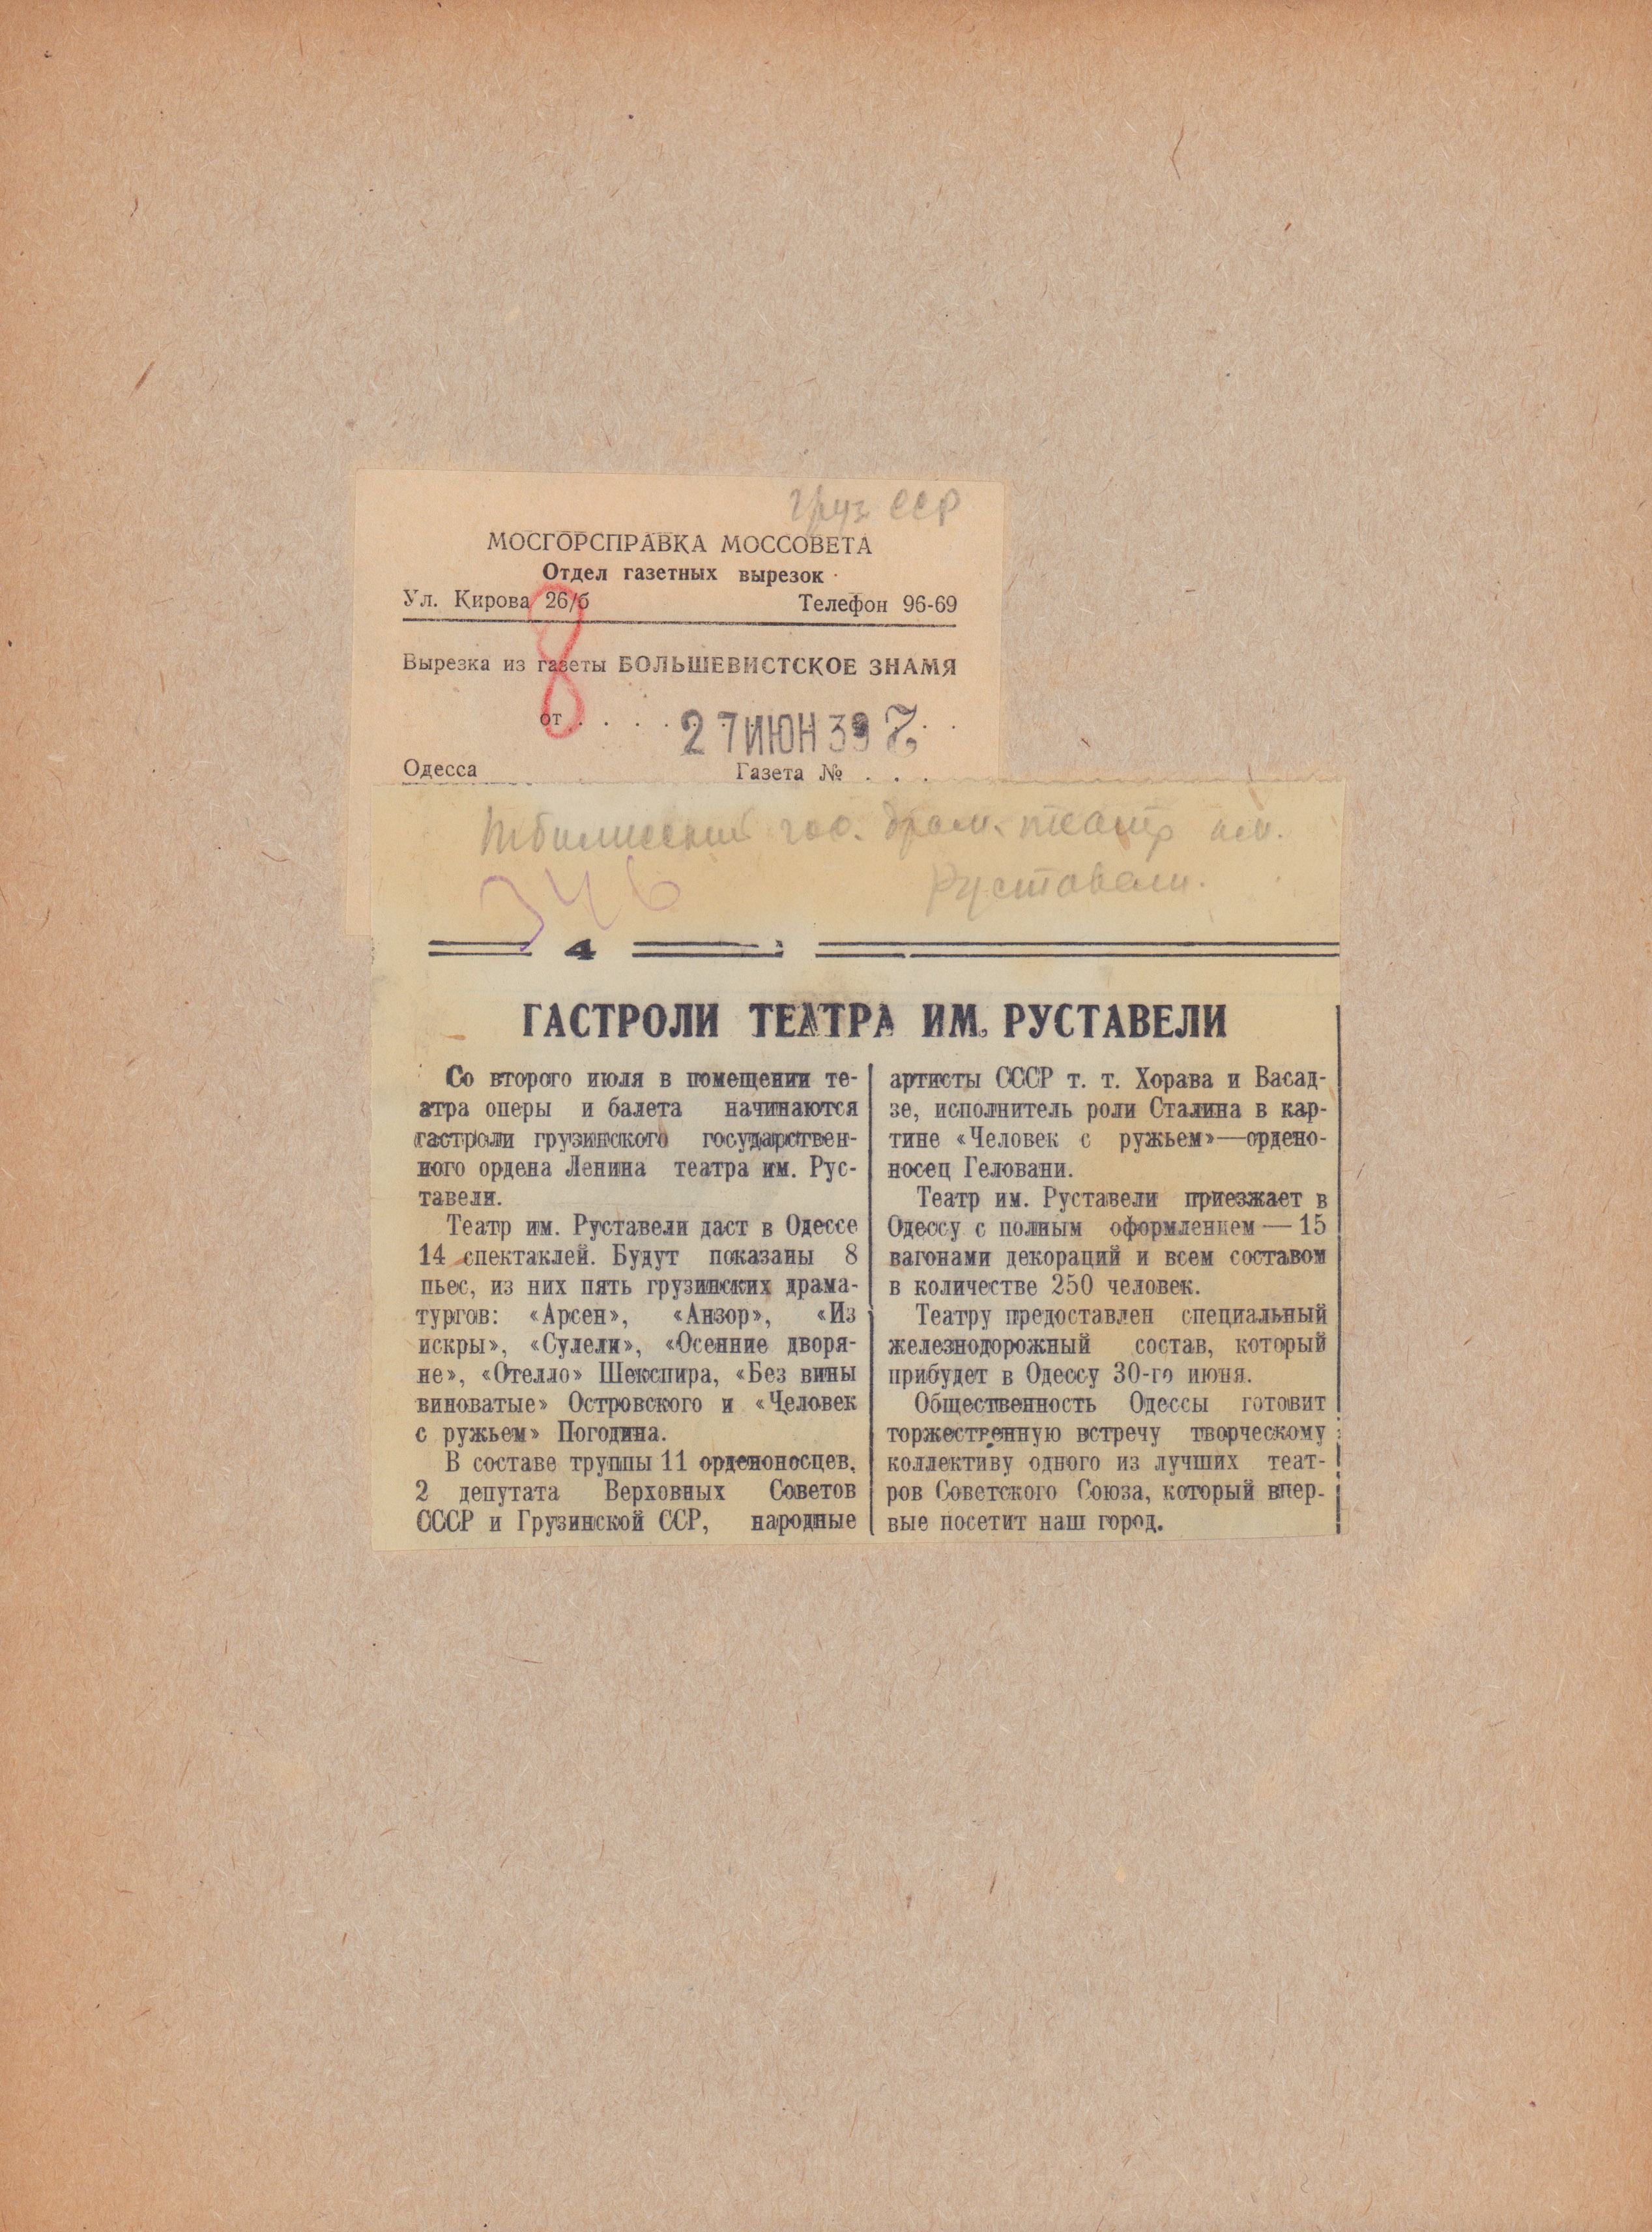 груз ССР
МОСГОРСПРАВКА МОССОВЕТА
Отдел газетных вырезок
Ул. Кирова 26/б Телефон 96-69
8
Вырезка из газеты БОЛЬШЕВИСТСКОЕ ЗНАМЯ
от . . . . 27 ИЮН 39 . .
Одесса Газета № . . .
Тбилисский гос. драм. театр им.
Руставели.
346
4
ГАСТРОЛИ ТЕАТРА ИМ. РУСТАВЕЛИ
Со второго июля в помещении те-
атра оперы и балета начинаются
гастроли грузинского государствен-
ного ордена Ленина театра им. Рус-
тавели.
Театр им. Руставели даст в Одессе
14 спектаклей. Будут показаны 8
пьес, из них пять грузинских драма-
тургов: «Арсен», «Анзор», «Из
искры», «Сулели», «Осенние дворя-
не», «Отелло» Шекспира, «Без вины
виноватые» Островского и «Человек
с ружьем» Погодина.
В составе труппы 11 орденоносцев,
2 депутата Верховных Советов
СССР и Грузинской ССР, народные
артисты СССР т. т. Хорава и Васад-
зе, исполнитель роли Сталина в кар-
тине «Человек с ружьем»—ордено-
носец Геловани.
Театр им. Руставели приезжает в
Одессу с полным оформлением — 15
вагонами декораций и всем составом
в количестве 250 человек.
Театру предоставлен специальный
железнодорожный состав, который
прибудет в Одессу 30-го июня.
Общественность Одессы готовит
торжественную встречу творческому
коллективу одного из лучших теат-
ров Советского Союза, который впер-
вые посетит наш город.